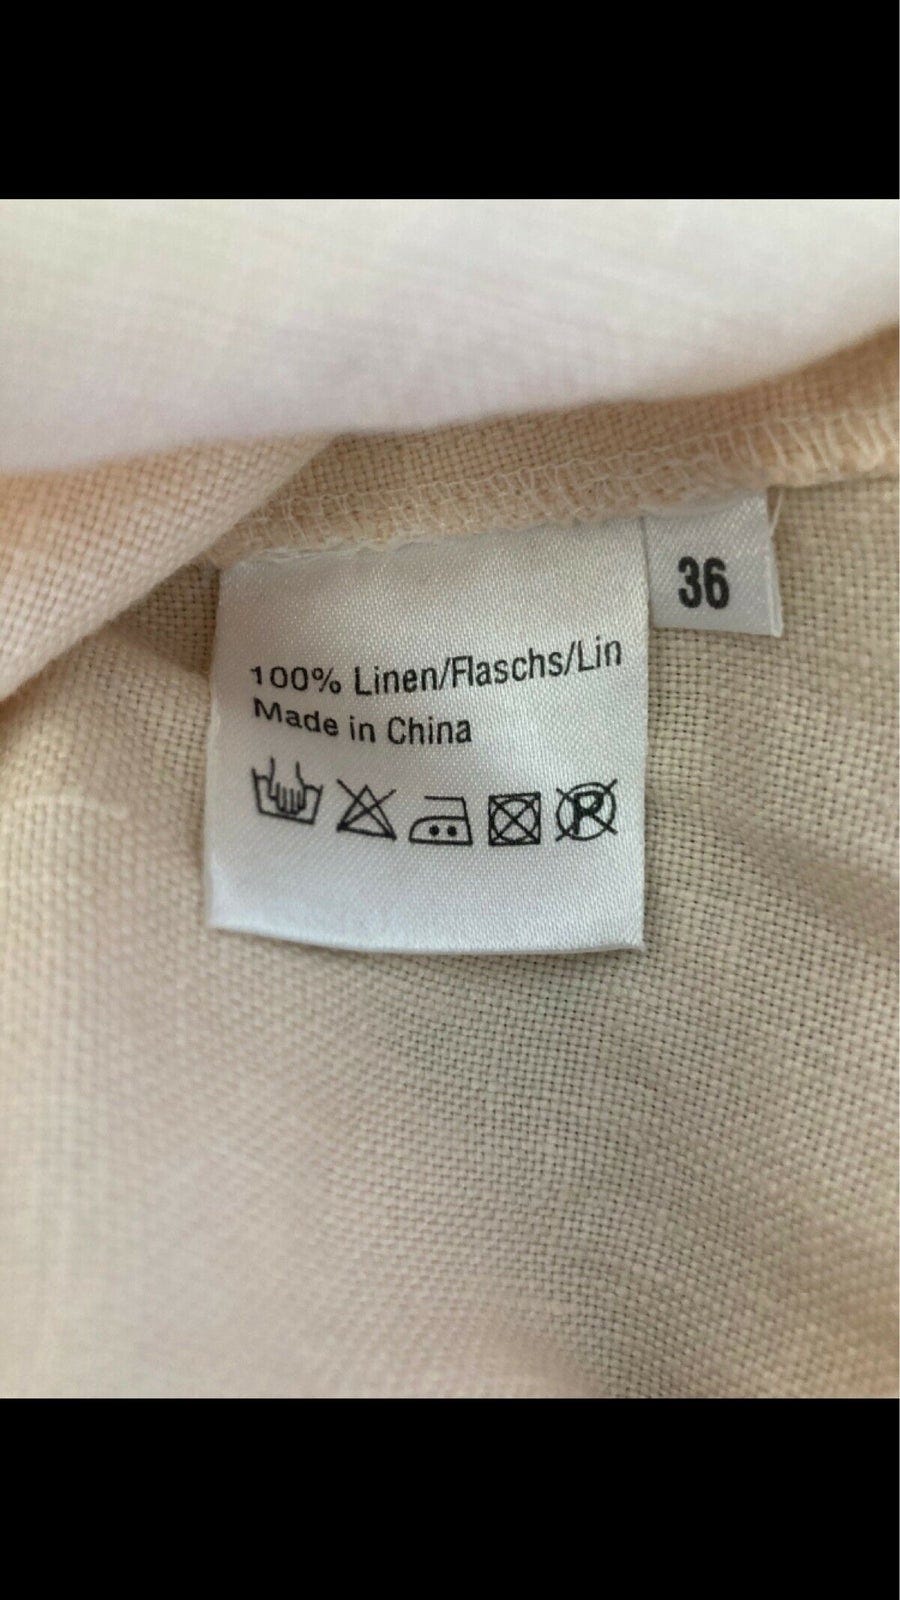 36
100% Linen/Flaschs/Lin
Made in China
P